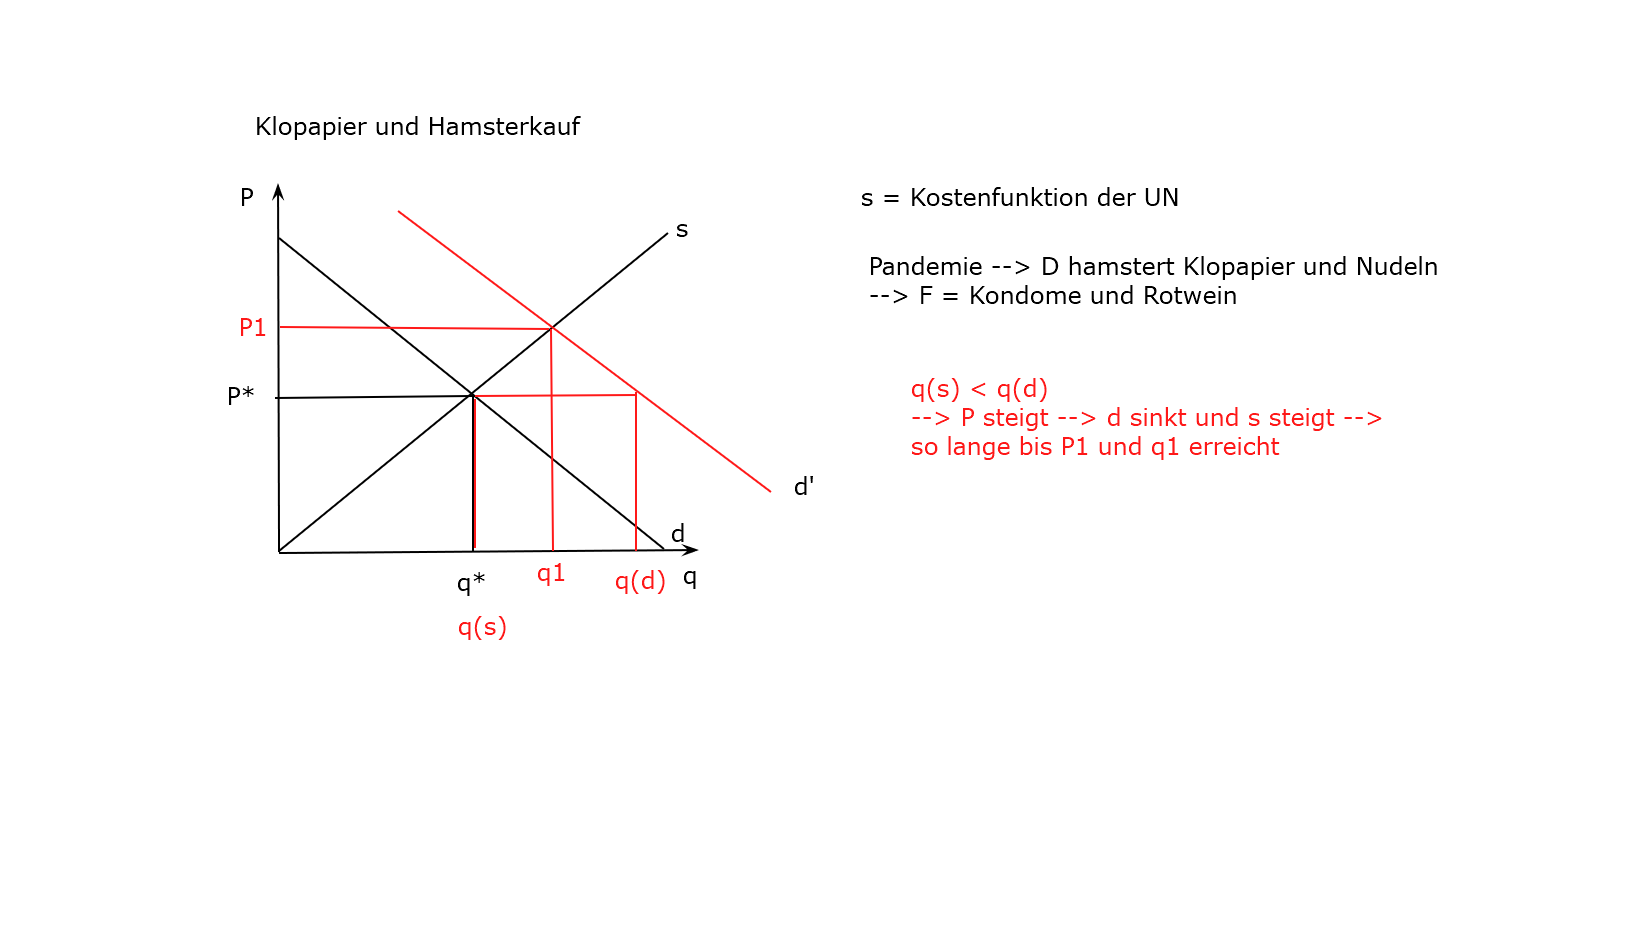 Klopapier und Hamsterkauf
P
s
P1
P*
d'
d
q*
q1
q(d)
q
q(s)
s = Kostenfunktion der UN
Pandemie --> D hamstert Klopapier und Nudeln
--> F = Kondome und Rotwein
q(s) < q(d)
--> P steigt --> d sinkt und s steigt -->
so lange bis P1 und q1 erreicht